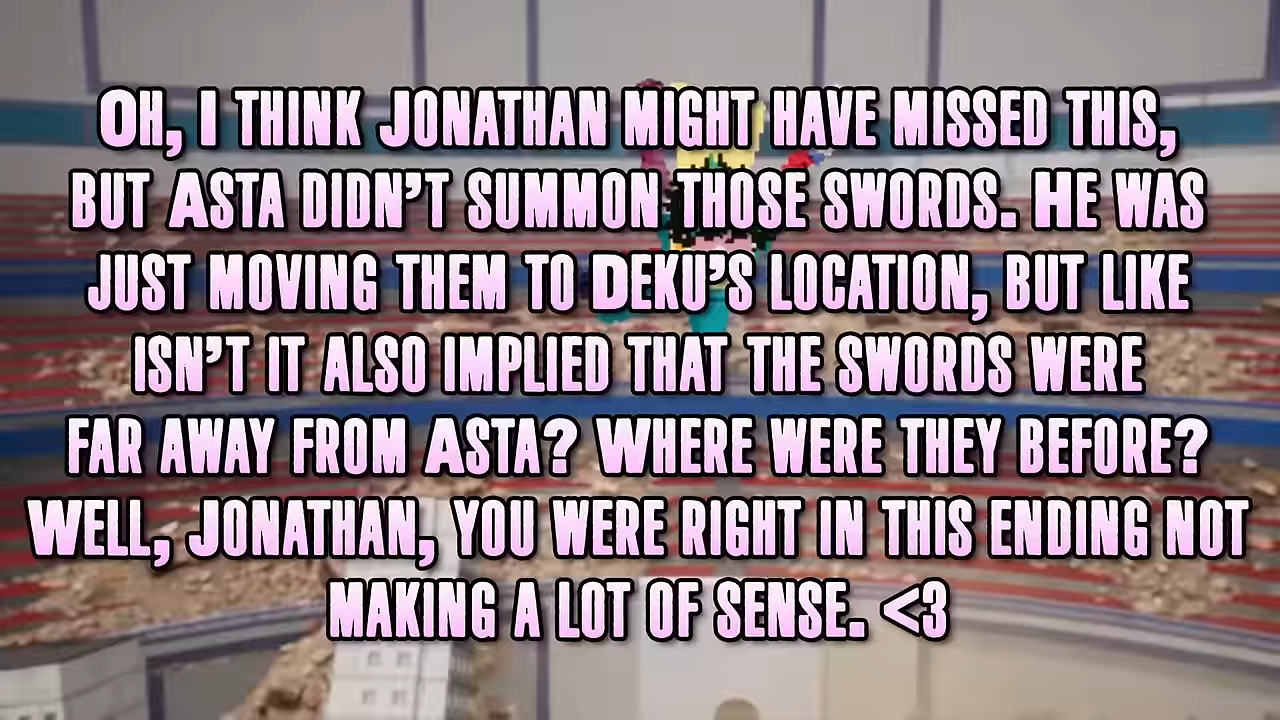 Oh, I think Jonathan might have missed this,
but Asta didn't summon those swords. He was
just moving them to Deku's location, but like
isn't it also implied that the swords were
far away from Asta? Where were they before?
Well, Jonathan, you were right in this ending not
making a lot of sense. <3